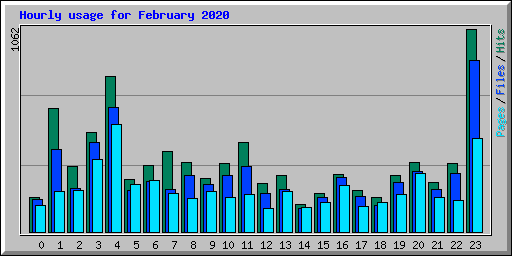 Hourly usage for February 2020
1062
Pages/Files/Hits
0 1 2 3 4 5 6 7 8 9 10 11 12 13 14 15 16 17 18 19 20 21 22 23